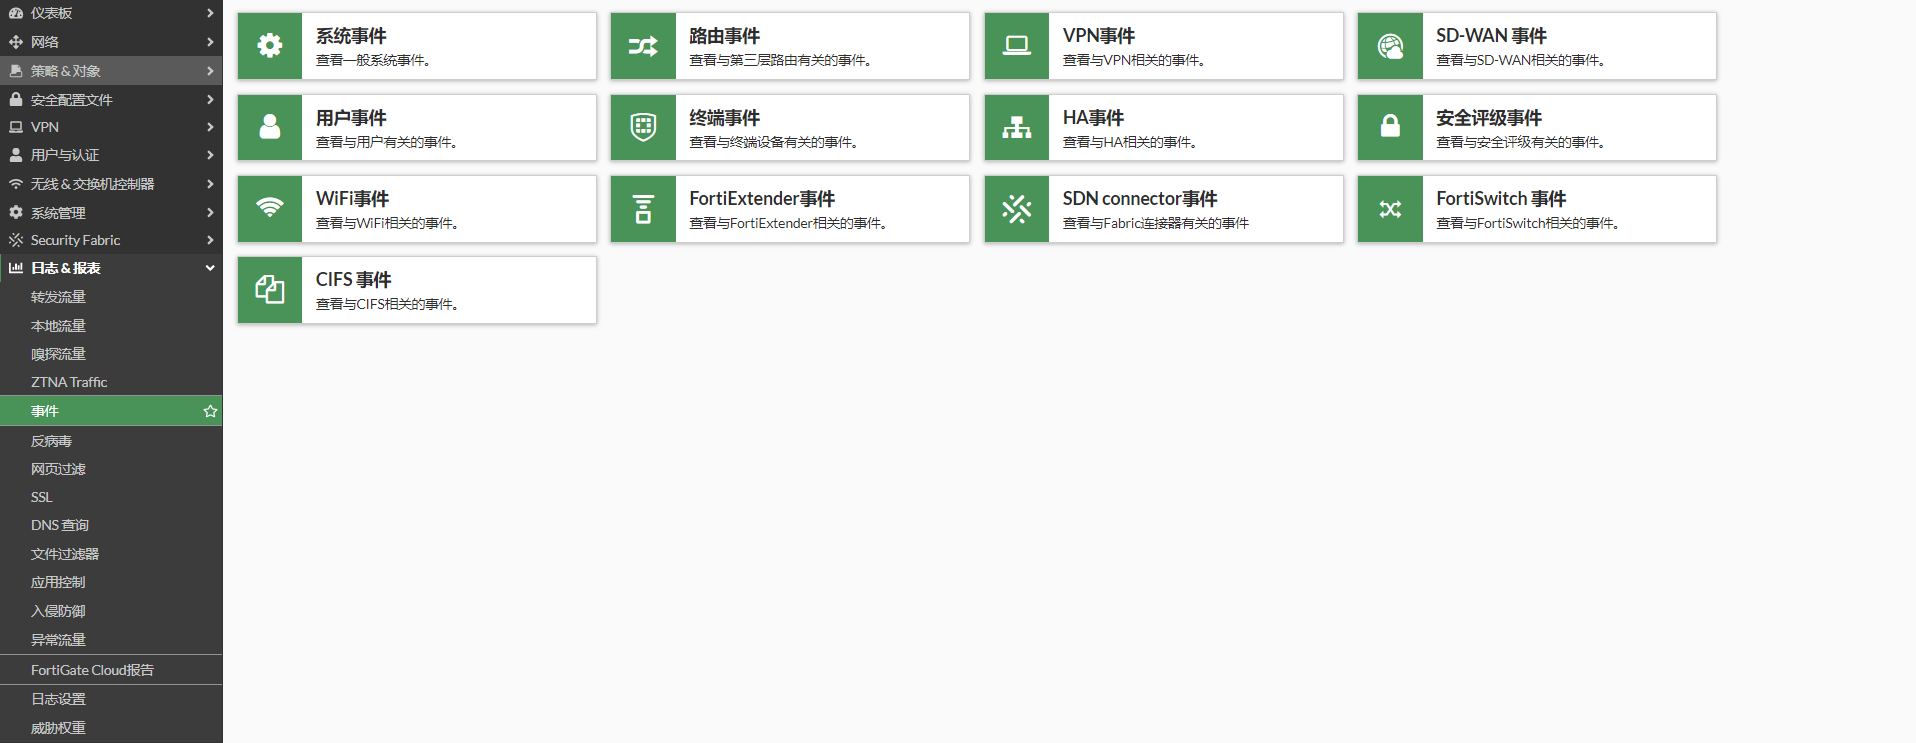 仪表板
网络
策略 & 对象
安全配置文件
VPN
用户与认证
无线 & 交换机控制器
系统管理
Security Fabric
日志 & 报表
转发流量
本地流量
嗅探流量
ZTNA Traffic
事件
反病毒
网页过滤
SSL
DNS 查询
文件过滤器
应用控制
入侵防御
异常流量
FortiGate Cloud报告
日志设置
威胁权重
系统事件
查看一般系统事件。
路由事件
查看与第三层路由有关的事件。
VPN事件
查看与VPN相关的事件。
SD-WAN 事件
查看与SD-WAN相关的事件。
用户事件
查看与用户有关的事件。
终端事件
查看与终端设备有关的事件。
HA事件
查看与HA相关的事件。
安全评级事件
查看与安全评级有关的事件。
WiFi事件
查看与WiFi相关的事件。
FortiExtender事件
查看与FortiExtender相关的事件。
SDN connector事件
查看与Fabric连接器有关的事件
FortiSwitch 事件
查看与FortiSwitch相关的事件。
CIFS 事件
查看与CIFS相关的事件。